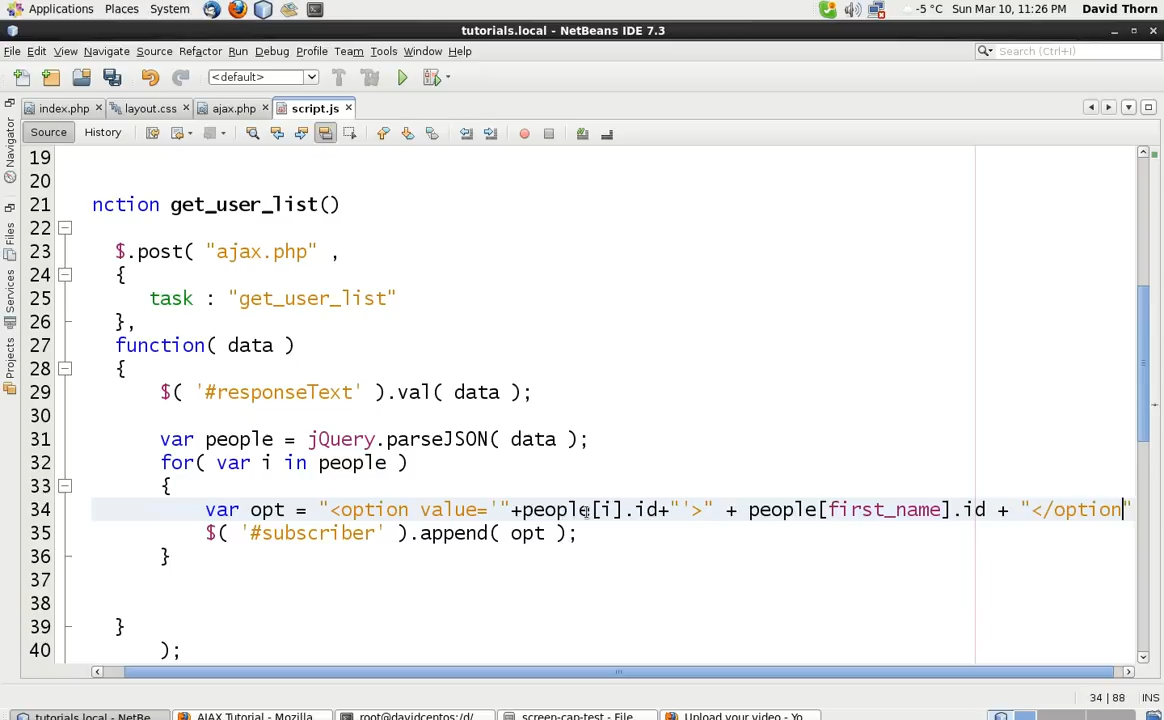 Applications Places System -5 °C Sun Mar 10, 11:26 PM David Thorn
tutorials.local - NetBeans IDE 7.3
File Edit View Navigate Source Refactor Run Debug Profile Team Tools Window Help Search (Ctrl+I)
<default>
index.php layout.css ajax.php script.js
Source History
Navigator
Files
Services
Projects
19
20
21 nction get_user_list()
22
23 $.post( "ajax.php" ,
24 {
25 task : "get_user_list"
26 },
27 function( data )
28 {
29 $( '#responseText' ).val( data );
30
31 var people = jQuery.parseJSON( data );
32 for( var i in people )
33 {
34 var opt = "<option value='"+people[i].id+"'>" + people[first_name].id + "</option"
35 $( '#subscriber' ).append( opt );
36 }
37
38
39 }
40 );
34 | 88 INS
tutorials.local - NetBe... AJAX Tutorial - Mozilla ... root@davidcentos:/d/... screen-cap-test - File... Upload your video - Yo...